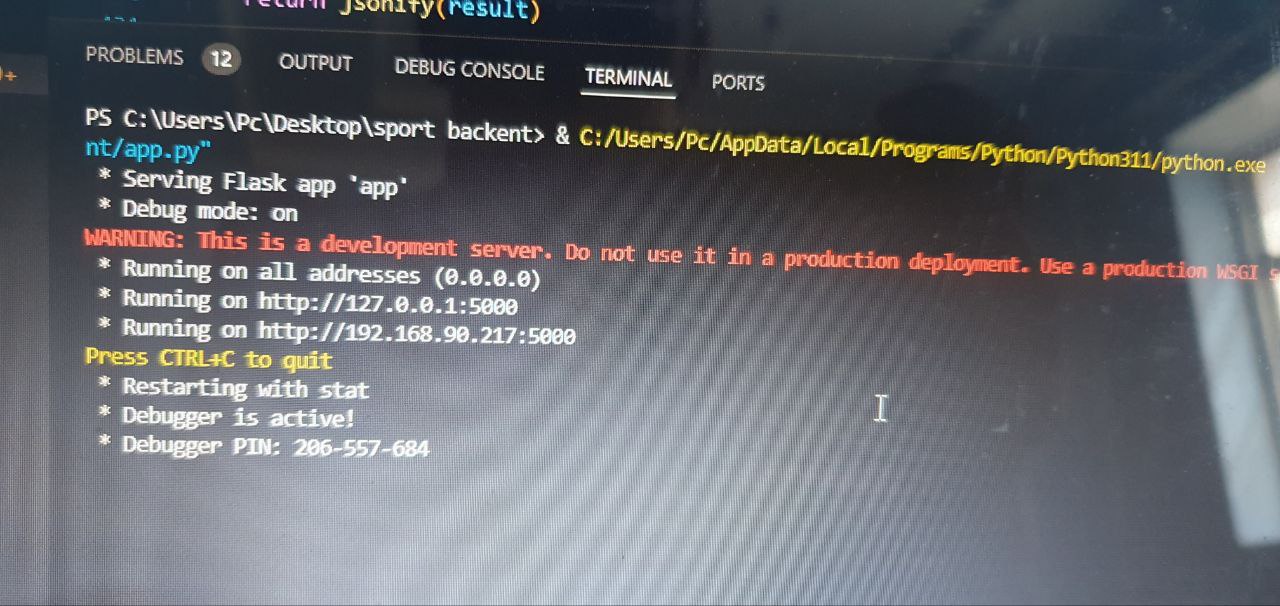 return jsonify(result)
PROBLEMS 12 OUTPUT DEBUG CONSOLE TERMINAL PORTS
PS C:\Users\Pc\Desktop\sport backent> & C:/Users/Pc/AppData/Local/Programs/Python/Python311/python.exe
nt/app.py"
* Serving Flask app 'app'
* Debug mode: on
WARNING: This is a development server. Do not use it in a production deployment. Use a production WSGI s
* Running on all addresses (0.0.0.0)
* Running on http://127.0.0.1:5000
* Running on http://192.168.90.217:5000
Press CTRL+C to quit
* Restarting with stat
* Debugger is active!
* Debugger PIN: 206-557-684